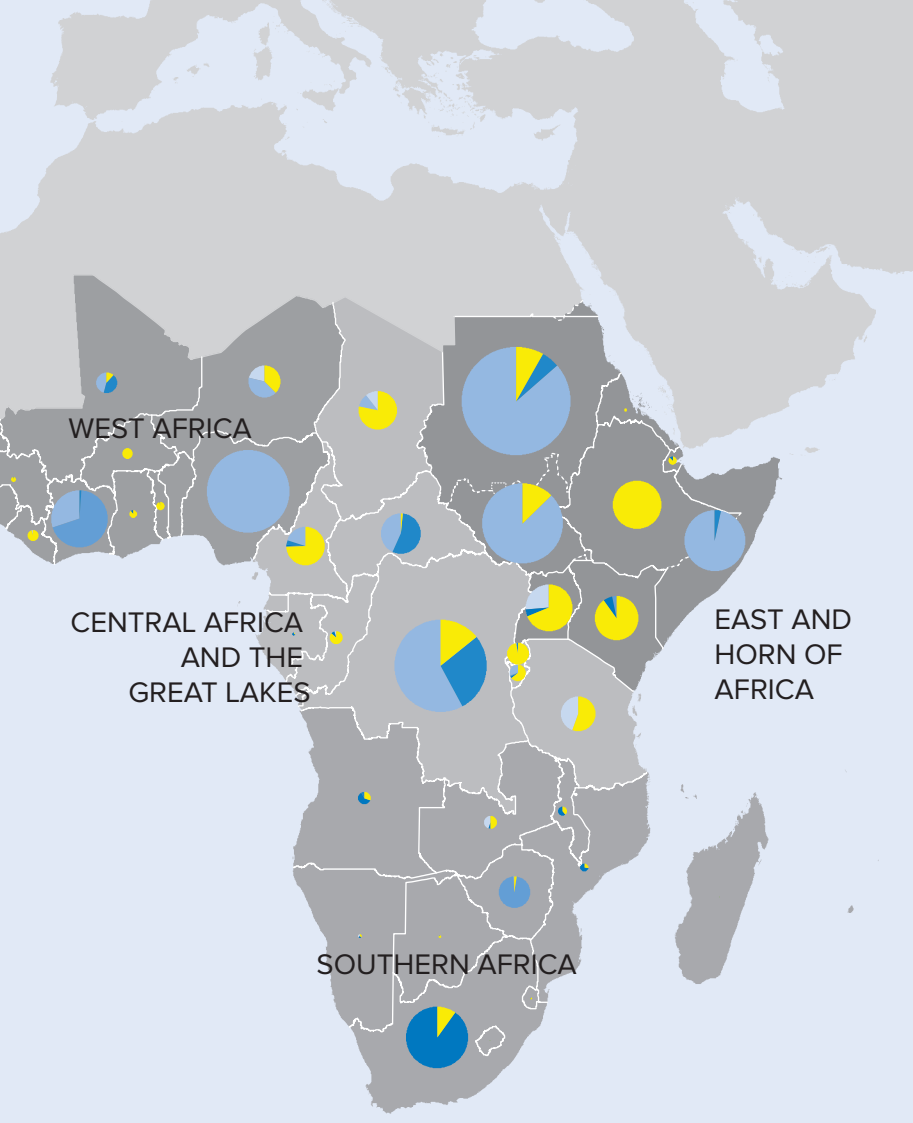 WEST AFRICA
CENTRAL AFRICA
AND THE
GREAT LAKES
EAST AND
HORN OF
AFRICA
SOUTHERN AFRICA